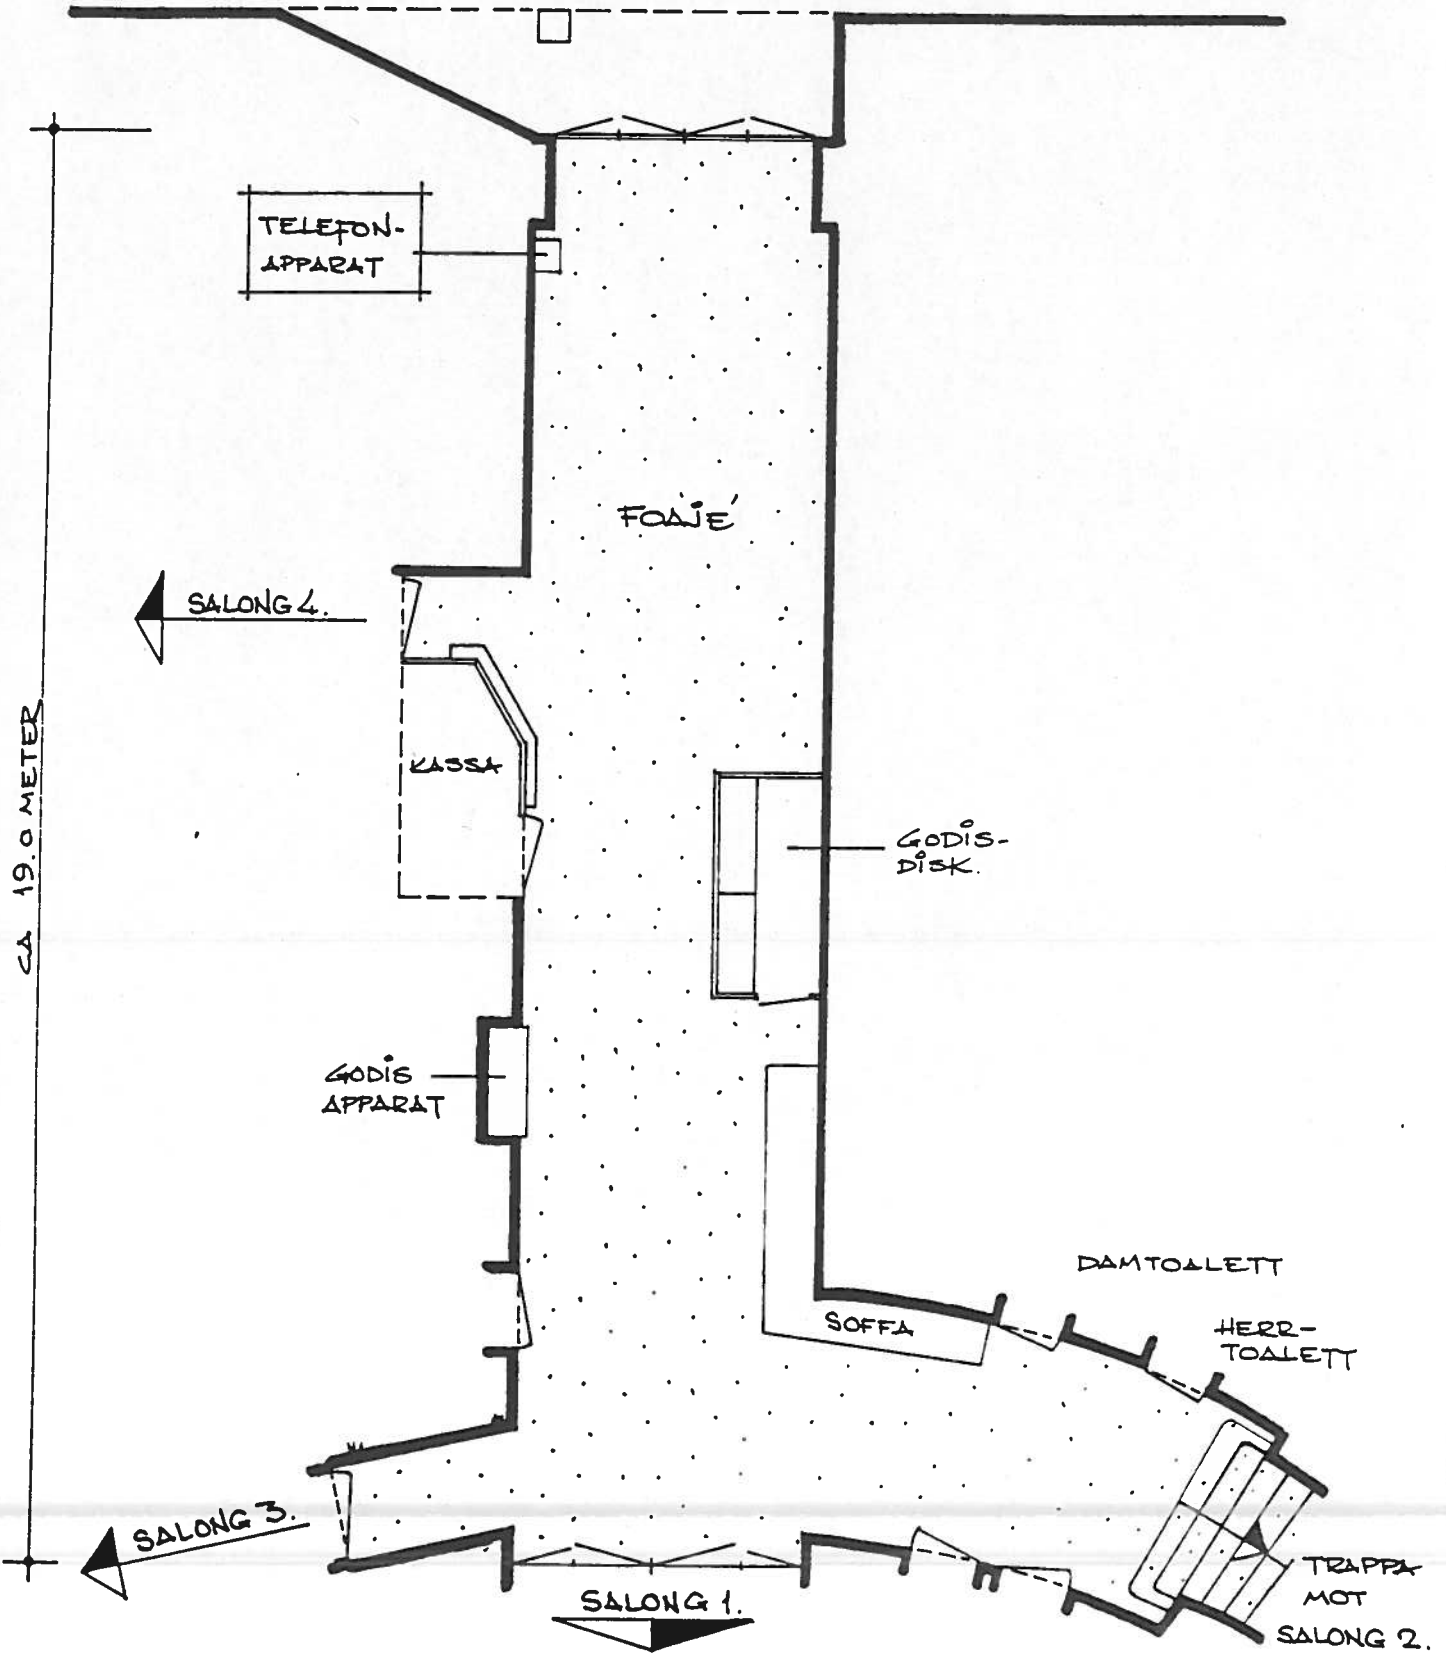 TELEFON-
APPARAT
FOAJÉ
SALONG 4.
KASSA
CA 19.0 METER
GODIS-
DISK.
GODIS
APPARAT
DAMTOALETT
SOFFA
HERR-
TOALETT
SALONG 3.
SALONG 1.
TRAPPA
MOT
SALONG 2.